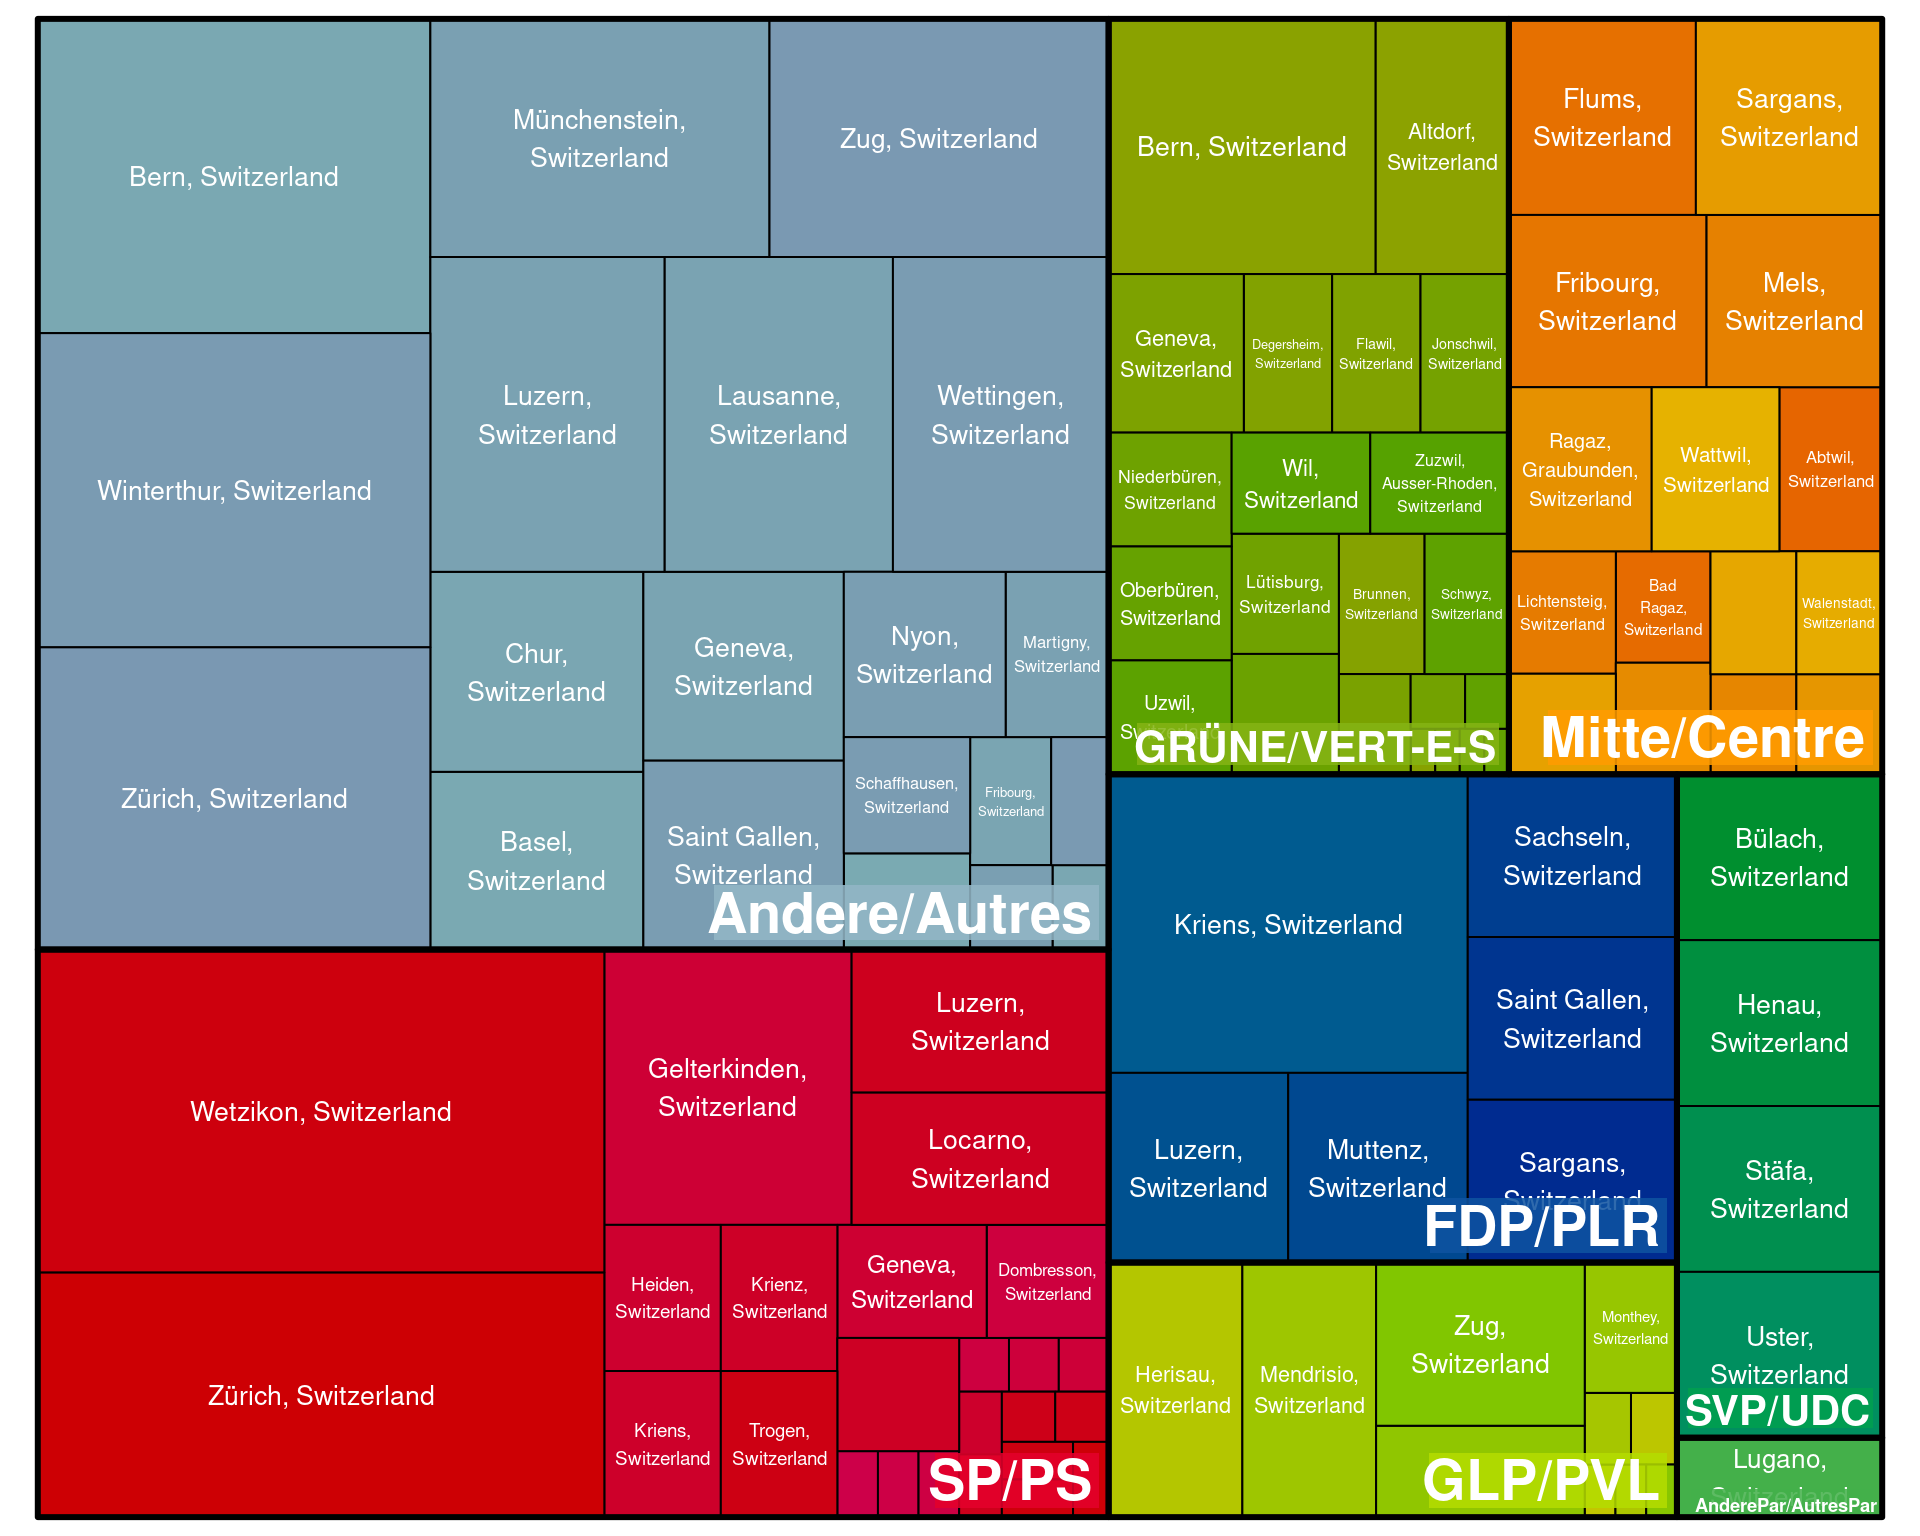 Bern, Switzerland
Münchenstein,
Switzerland
Zug, Switzerland
Winterthur, Switzerland
Luzern,
Switzerland
Lausanne,
Switzerland
Wettingen,
Switzerland
Zürich, Switzerland
Chur,
Switzerland
Geneva,
Switzerland
Nyon,
Switzerland
Martigny,
Switzerland
Basel,
Switzerland
Saint Gallen,
Switzerland
Schaffhausen,
Switzerland
Fribourg,
Switzerland
Andere/Autres
Bern, Switzerland
Altdorf,
Switzerland
Geneva,
Switzerland
Degersheim,
Switzerland
Flawil,
Switzerland
Jonschwil,
Switzerland
Niederbüren,
Switzerland
Wil,
Switzerland
Zuzwil,
Ausser-Rhoden,
Switzerland
Oberbüren,
Switzerland
Lütisburg,
Switzerland
Brunnen,
Switzerland
Schwyz,
Switzerland
Uzwil,
Switzerland
GRÜNE/VERT-E-S
Flums,
Switzerland
Sargans,
Switzerland
Fribourg,
Switzerland
Mels,
Switzerland
Ragaz,
Graubunden,
Switzerland
Wattwil,
Switzerland
Abtwil,
Switzerland
Lichtensteig,
Switzerland
Bad
Ragaz,
Switzerland
Walenstadt,
Switzerland
Mitte/Centre
Wetzikon, Switzerland
Gelterkinden,
Switzerland
Luzern,
Switzerland
Locarno,
Switzerland
Zürich, Switzerland
Heiden,
Switzerland
Krienz,
Switzerland
Geneva,
Switzerland
Dombresson,
Switzerland
Kriens,
Switzerland
Trogen,
Switzerland
SP/PS
Kriens, Switzerland
Sachseln,
Switzerland
Saint Gallen,
Switzerland
Luzern,
Switzerland
Muttenz,
Switzerland
Sargans,
Switzerland
FDP/PLR
Bülach,
Switzerland
Henau,
Switzerland
Stäfa,
Switzerland
Uster,
Switzerland
SVP/UDC
Herisau,
Switzerland
Mendrisio,
Switzerland
Zug,
Switzerland
Monthey,
Switzerland
GLP/PVL
Lugano,
Switzerland
AnderePar/AutresPar